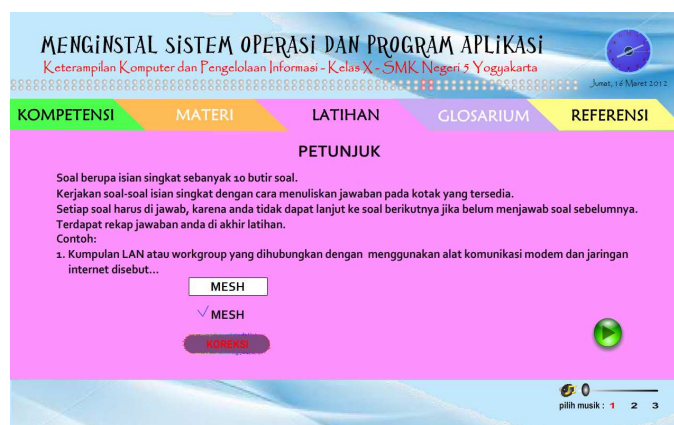 MENGINSTAL SISTEM OPERASI DAN PROGRAM APLIKASI
Keterampilan Komputer dan Pengelolaan Informasi - Kelas X - SMK Negeri 5 Yogyakarta
Jumat, 16 Maret 2012
KOMPETENSI MATERI LATIHAN GLOSARIUM REFERENSI
PETUNJUK
Soal berupa isian singkat sebanyak 10 butir soal.
Kerjakan soal-soal isian singkat dengan cara menuliskan jawaban pada kotak yang tersedia.
Setiap soal harus di jawab, karena anda tidak dapat lanjut ke soal berikutnya jika belum menjawab soal sebelumnya.
Terdapat rekap jawaban anda di akhir latihan.
Contoh:
1. Kumpulan LAN atau workgroup yang dihubungkan dengan menggunakan alat komunikasi modem dan jaringan
internet disebut...
MESH
MESH
KOREKSI
pilih musik : 1 2 3